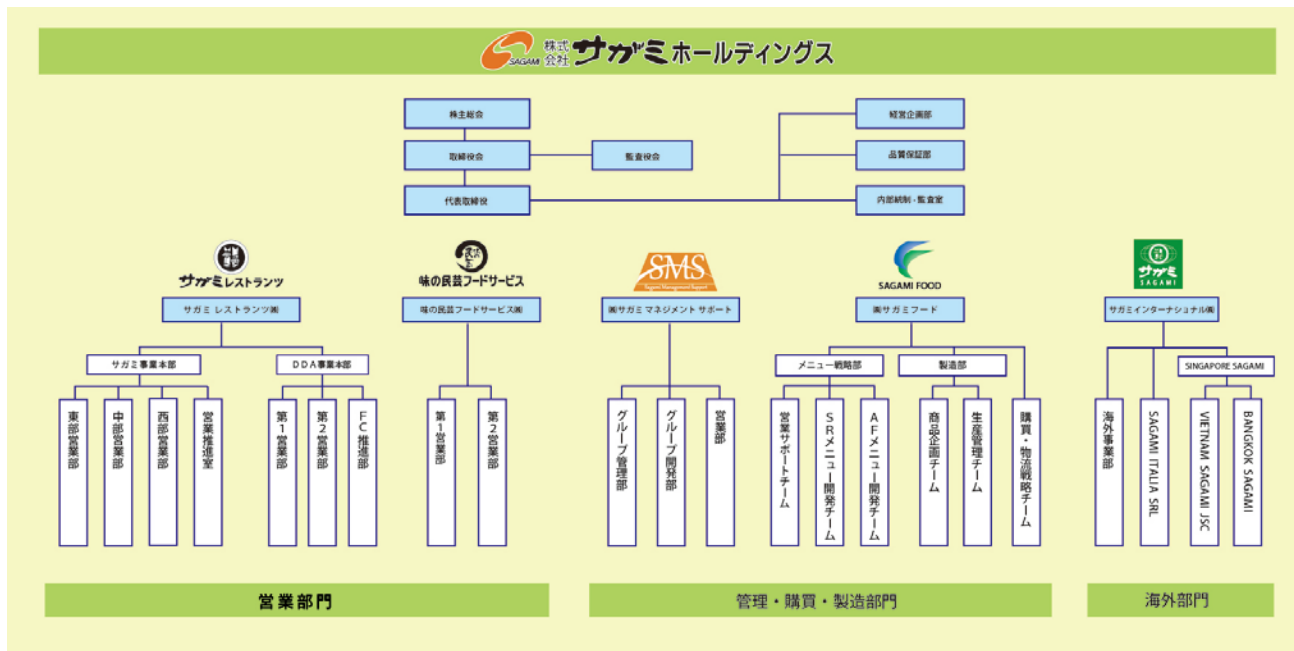 SAGAMI 株式会社 サガミホールディングス
株主総会
取締役会
監査役会
代表取締役
経営企画部
品質保証部
内部統制・監査室
サガミレストランツ
味の民芸フードサービス
SMS
Sagami Management Support
SAGAMI FOOD
サガミ
SAGAMI
サガミ レストランツ㈱
味の民芸フードサービス㈱
㈱サガミ マネジメント サポート
㈱サガミフード
サガミインターナショナル㈱
サガミ事業本部
DDA事業本部
メニュー戦略部
製造部
SINGAPORE SAGAMI
東部営業部
中部営業部
西部営業部
営業推進室
第1営業部
第2営業部
FC推進部
第1営業部
第2営業部
グループ管理部
グループ開発部
営業部
営業サポートチーム
SRメニュー開発チーム
AFメニュー開発チーム
商品企画チーム
生産管理チーム
購買・物流戦略チーム
海外事業部
SAGAMI ITALIA SRL
VIETNAM SAGAMI JSC
BANGKOK SAGAMI
営業部門
管理・購買・製造部門
海外部門